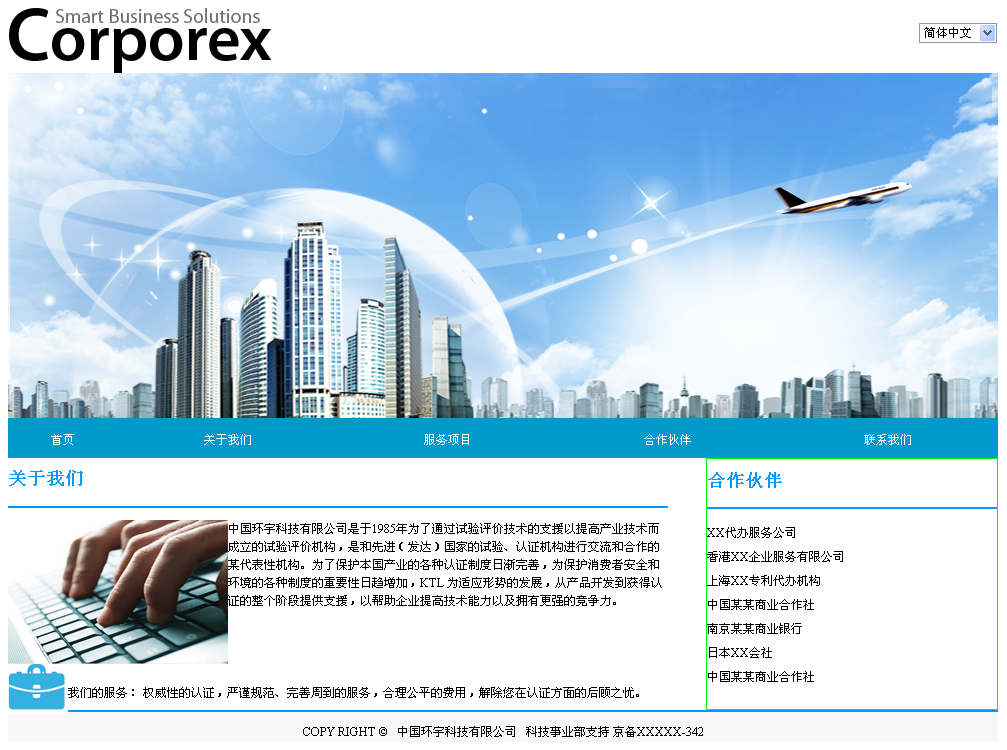 Smart Business Solutions
Corporex
简体中文
首页 关于我们 服务项目 合作伙伴 联系我们
关于我们
中国环宇科技有限公司是于1985年为了通过试验评价技术的支援以提高产业技术而
成立的试验评价机构，是和先进（发达）国家的试验、认证机构进行交流和合作的
某代表性机构。为了保护本国产业的各种认证制度日渐完善，为保护消费者安全和
环境的各种制度的重要性日趋增加，KTL 为适应形势的发展，从产品开发到获得认
证的整个阶段提供支援，以帮助企业提高技术能力以及拥有更强的竞争力。
我们的服务： 权威性的认证，严谨规范、完善周到的服务，合理公平的费用，解除您在认证方面的后顾之忧。
合作伙伴
XX代办服务公司
香港XX企业服务有限公司
上海XX专利代办机构
中国某某商业合作社
南京某某商业银行
日本XX会社
中国某某商业合作社
COPY RIGHT © 中国环宇科技有限公司 科技事业部支持 京备XXXXX-342